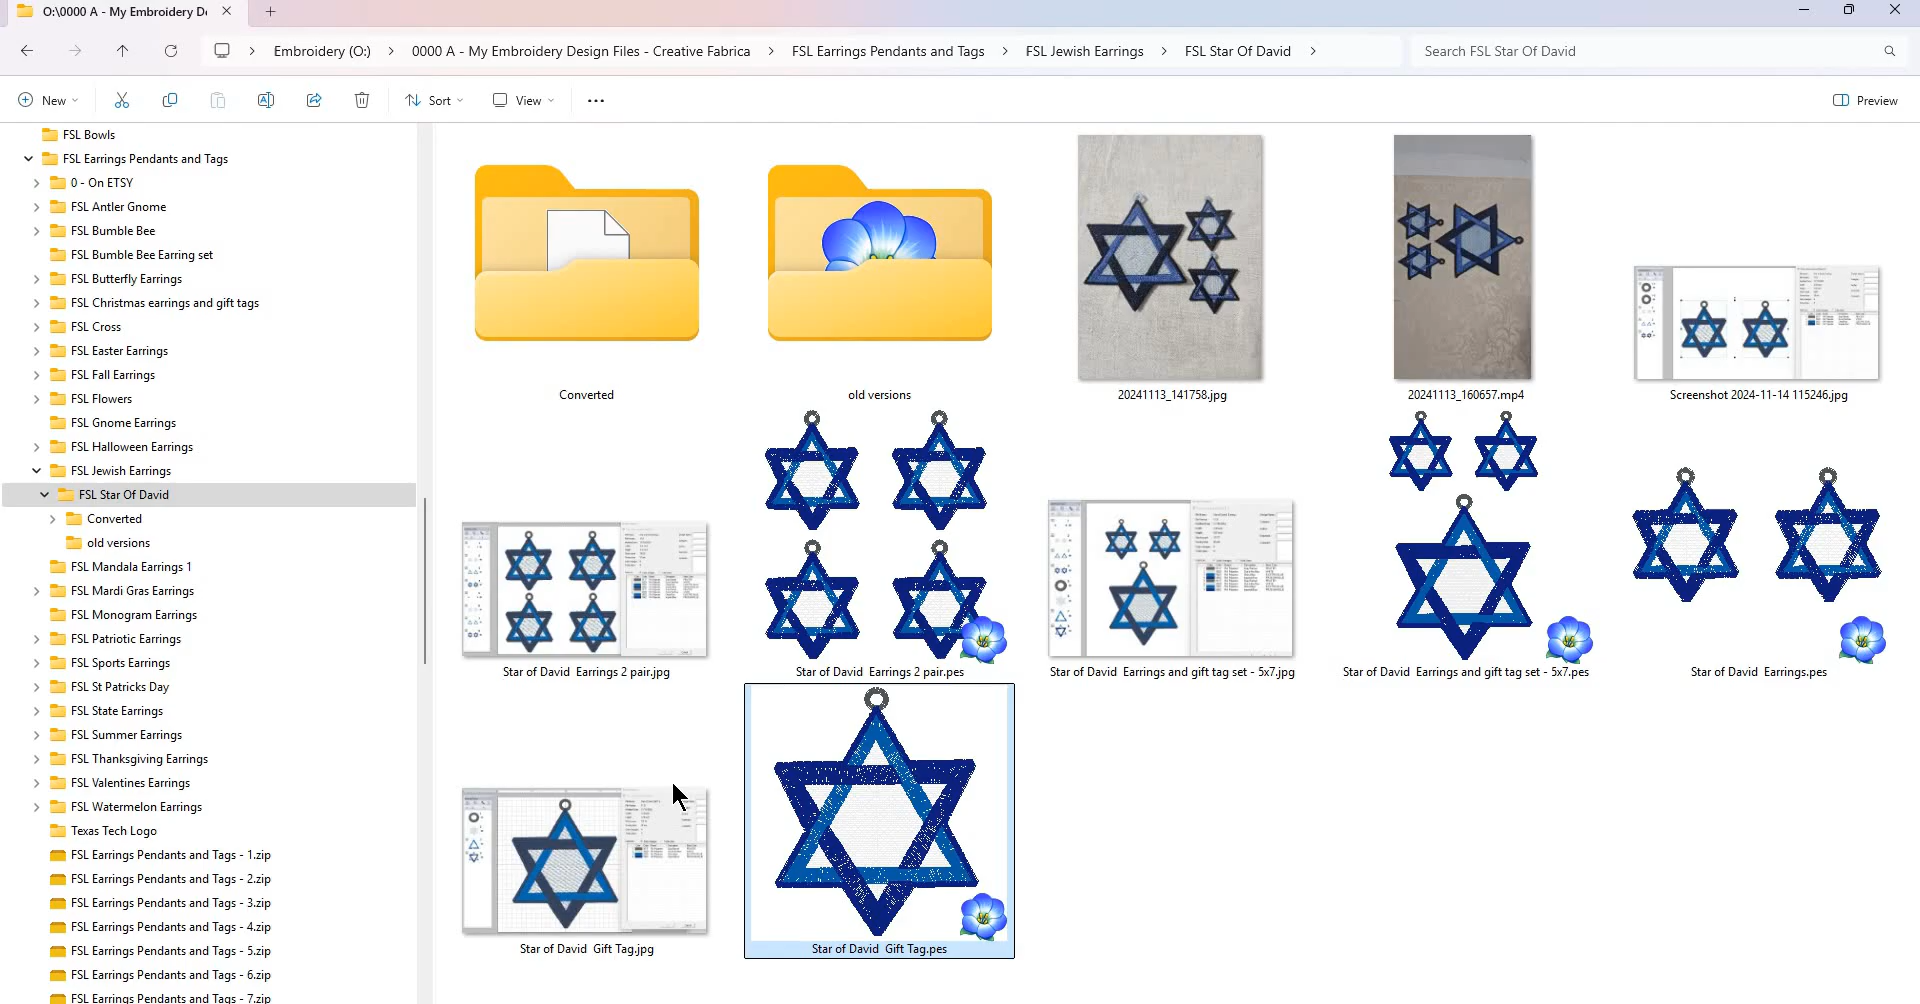 O:\0000 A - My Embroidery De
Embroidery (O:) > 0000 A - My Embroidery Design Files - Creative Fabrica > FSL Earrings Pendants and Tags > FSL Jewish Earrings > FSL Star Of David >
Search FSL Star Of David
New
Sort
View
Preview
FSL Bowls
FSL Earrings Pendants and Tags
0 - On ETSY
FSL Antler Gnome
FSL Bumble Bee
FSL Bumble Bee Earring set
FSL Butterfly Earrings
FSL Christmas earrings and gift tags
FSL Cross
FSL Easter Earrings
FSL Fall Earrings
FSL Flowers
FSL Gnome Earrings
FSL Halloween Earrings
FSL Jewish Earrings
FSL Star Of David
Converted
old versions
FSL Mandala Earrings 1
FSL Mardi Gras Earrings
FSL Monogram Earrings
FSL Patriotic Earrings
FSL Sports Earrings
FSL St Patricks Day
FSL State Earrings
FSL Summer Earrings
FSL Thanksgiving Earrings
FSL Valentines Earrings
FSL Watermelon Earrings
Texas Tech Logo
FSL Earrings Pendants and Tags - 1.zip
FSL Earrings Pendants and Tags - 2.zip
FSL Earrings Pendants and Tags - 3.zip
FSL Earrings Pendants and Tags - 4.zip
FSL Earrings Pendants and Tags - 5.zip
FSL Earrings Pendants and Tags - 6.zip
FSL Earrings Pendants and Tags - 7.zip
Converted
old versions
20241113_141758.jpg
20241113_160657.mp4
Screenshot 2024-11-14 115246.jpg
Star of David  Earrings 2 pair.jpg
Star of David  Earrings 2 pair.pes
Star of David  Earrings and gift tag set - 5x7.jpg
Star of David  Earrings and gift tag set - 5x7.pes
Star of David  Earrings.pes
Star of David  Gift Tag.jpg
Star of David  Gift Tag.pes